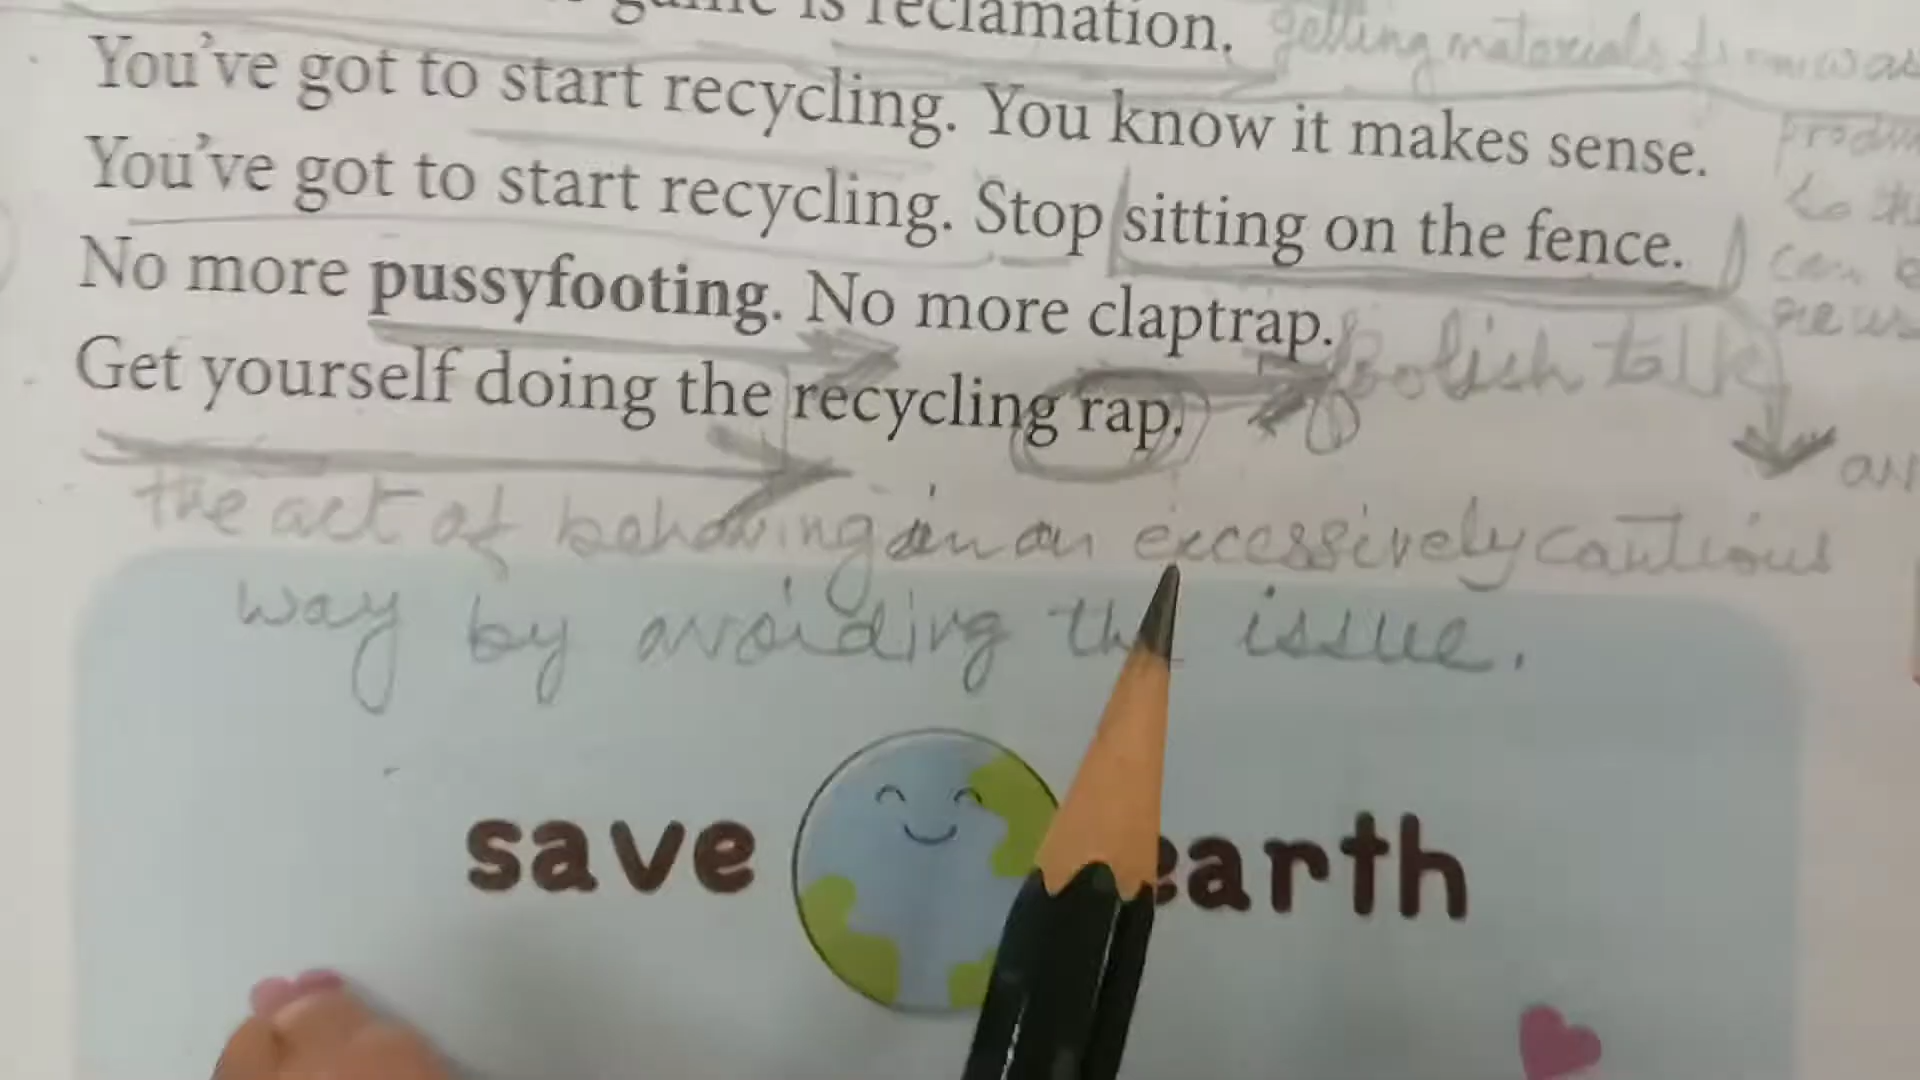 game is reclamation. getting materials from
You've got to start recycling. You know it makes sense.
You've got to start recycling. Stop sitting on the fence.
No more pussyfooting. No more claptrap. foolish talk
Get yourself doing the recycling rap.
the act of behaving in an excessively cautious
way by avoiding the issue.
save earth